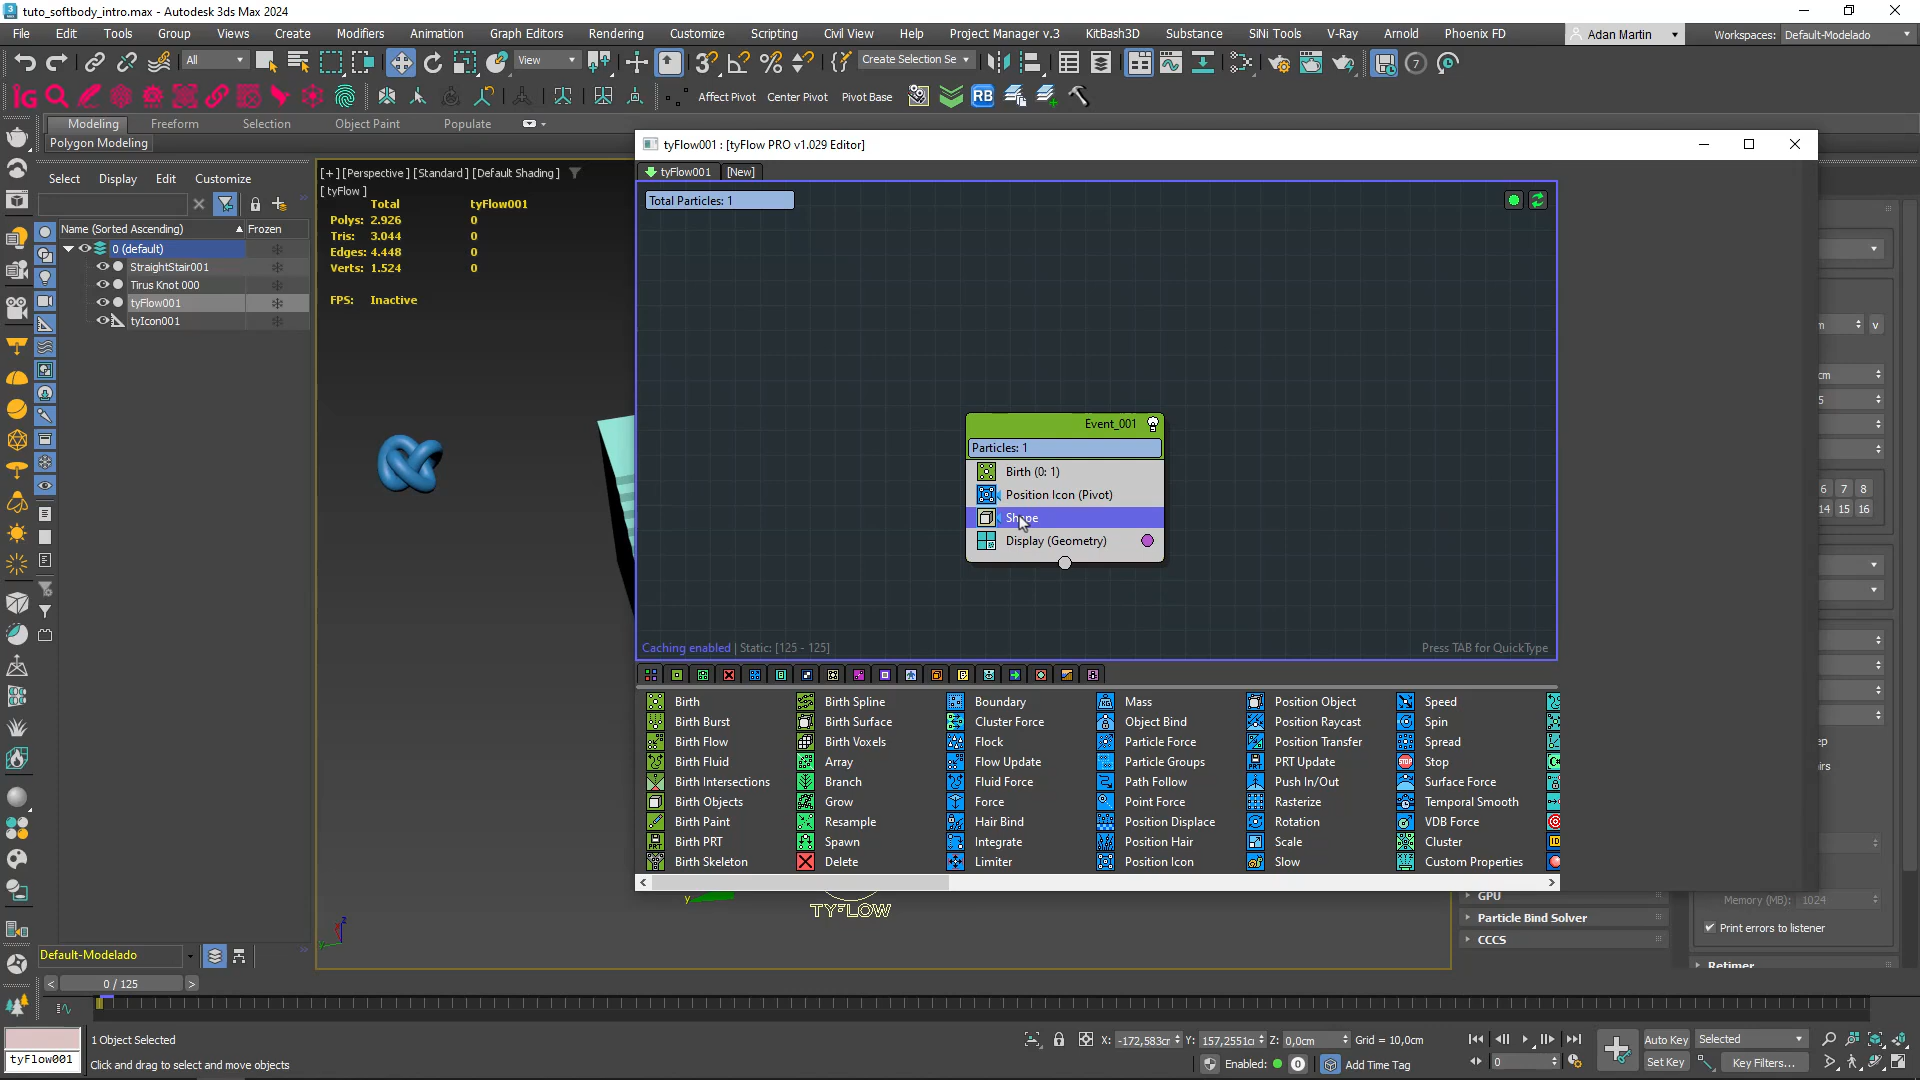 tuto_softbody_intro.max - Autodesk 3ds Max 2024
File Edit Tools Group Views Create Modifiers Animation Graph Editors Rendering Customize Scripting Civil View Help Project Manager v.3 KitBash3D Substance SiNi Tools V-Ray Arnold Phoenix FD Adan Martin Workspaces: Default-Modelado
All View Create Selection Se
Affect Pivot Center Pivot Pivot Base RB
Modeling Freeform Selection Object Paint Populate
Polygon Modeling
tyFlow001 : [tyFlow PRO v1.029 Editor]
tyFlow001 [New]
Select Display Edit Customize
[+] [Perspective ] [Standard ] [Default Shading ]
[ tyFlow ]
Total Particles: 1
Name (Sorted Ascending) Frozen
0 (default)
StraightStair001
Tirus Knot 000
tyFlow001
tyIcon001
Total tyFlow001
Polys: 2.926 0
Tris: 3.044 0
Edges: 4.448 0
Verts: 1.524 0
FPS: Inactive
Event_001
Particles: 1
Birth (0: 1)
Position Icon (Pivot)
Shape
Display (Geometry)
Caching enabled | Static: [125 - 125]
Press TAB for QuickType
Birth Birth Spline Boundary Mass Position Object Speed
Birth Burst Birth Surface Cluster Force Object Bind Position Raycast Spin
Birth Flow Birth Voxels Flock Particle Force Position Transfer Spread
Birth Fluid Array Flow Update Particle Groups PRT Update Stop
Birth Intersections Branch Fluid Force Path Follow Push In/Out Surface Force
Birth Objects Grow Force Point Force Rasterize Temporal Smooth
Birth Paint Resample Hair Bind Position Displace Rotation VDB Force
Birth PRT Spawn Integrate Position Hair Scale Cluster
Birth Skeleton Delete Limiter Position Icon Slow Custom Properties
TYFLOW
6 7 8
14 15 16
GPU
Particle Bind Solver
CCCS
Memory (MB): 1024
Print errors to listener
Retimer
Default-Modelado
0 / 125
tyFlow001
1 Object Selected
Click and drag to select and move objects
X: -172,583cr Y: 157,2551cı Z: 0,0cm Grid = 10,0cm
Enabled: 0 Add Time Tag
0
Auto Key Selected
Set Key Key Filters...